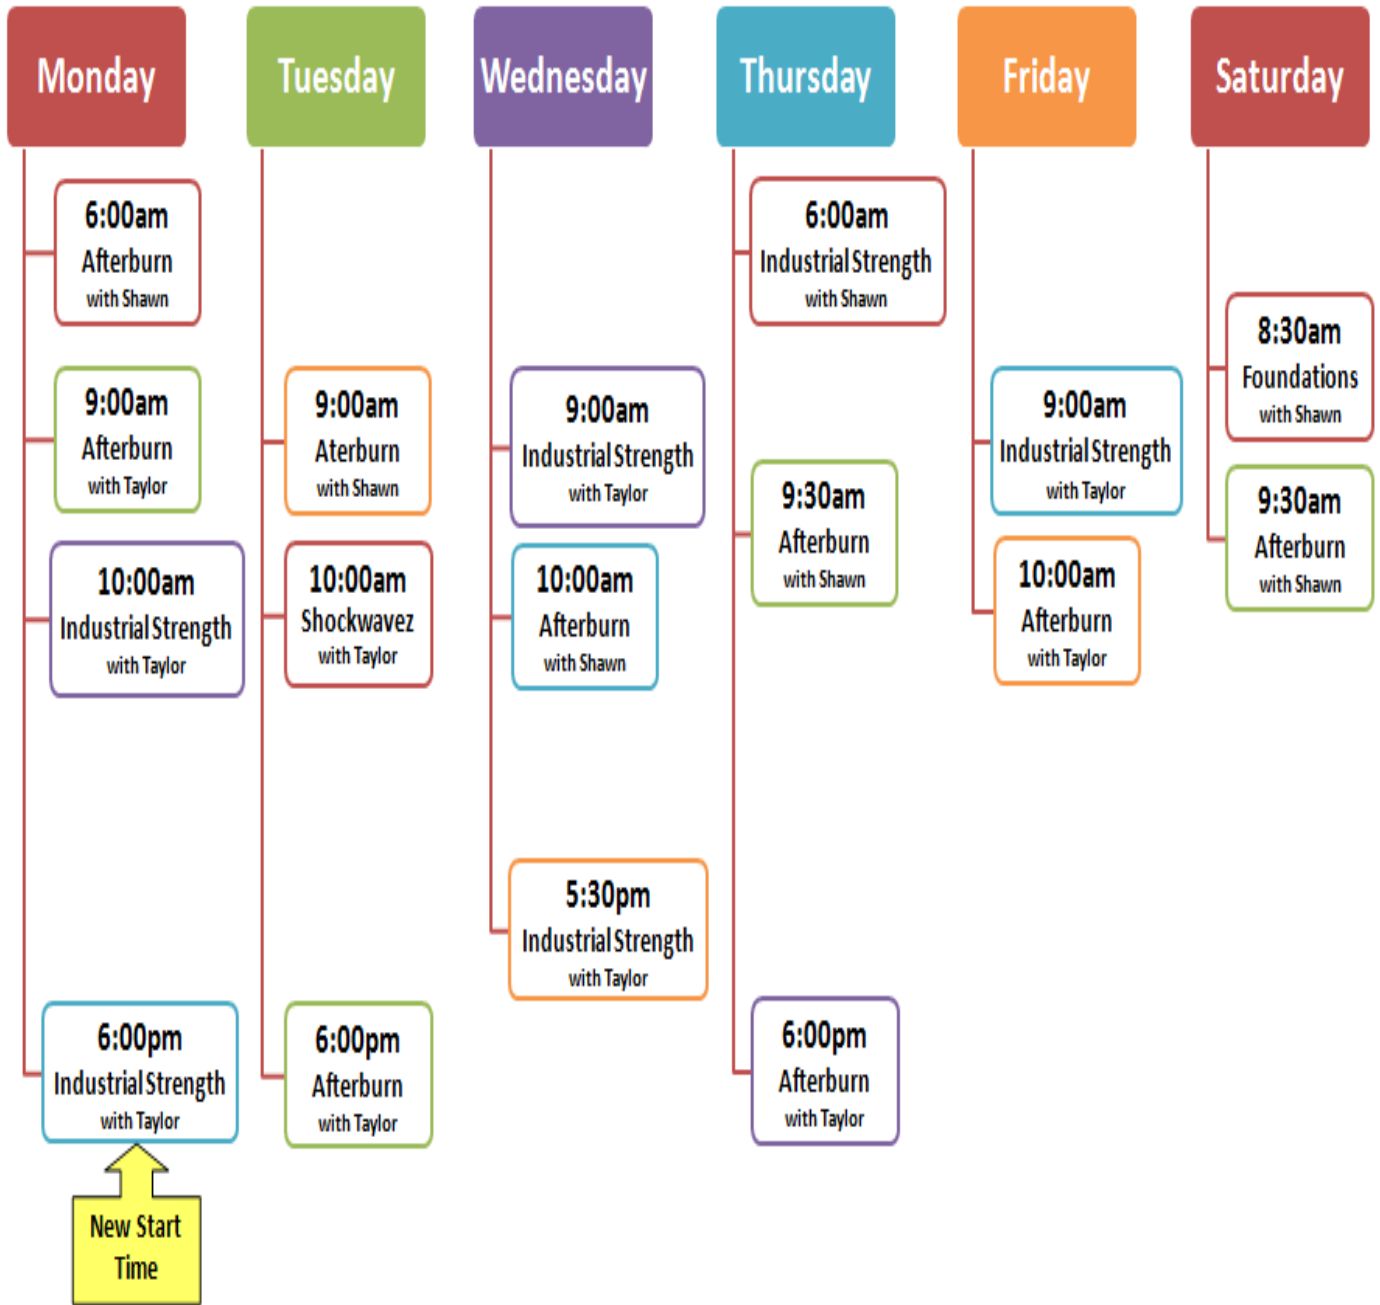 Monday
6:00am
Afterburn
with Shawn
9:00am
Afterburn
with Taylor
10:00am
Industrial Strength
with Taylor
6:00pm
Industrial Strength
with Taylor
New Start
Time
Tuesday
9:00am
Aterburn
with Shawn
10:00am
Shockwavez
with Taylor
6:00pm
Afterburn
with Taylor
Wednesday
9:00am
Industrial Strength
with Taylor
10:00am
Afterburn
with Shawn
5:30pm
Industrial Strength
with Taylor
Thursday
6:00am
Industrial Strength
with Shawn
9:30am
Afterburn
with Shawn
6:00pm
Afterburn
with Taylor
Friday
9:00am
Industrial Strength
with Taylor
10:00am
Afterburn
with Taylor
Saturday
8:30am
Foundations
with Shawn
9:30am
Afterburn
with Shawn